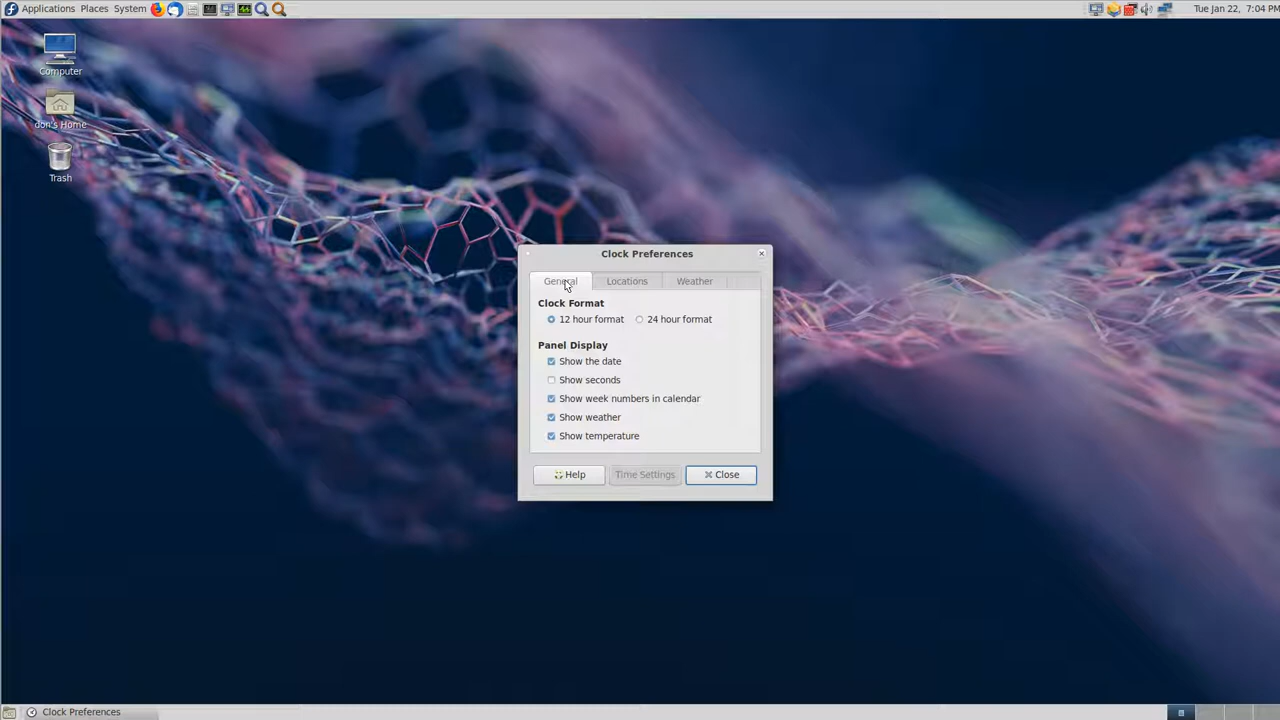 Applications Places System
Tue Jan 22, 7:04 PM
Computer
don's Home
Trash
Clock Preferences
General Locations Weather
Clock Format
12 hour format 24 hour format
Panel Display
Show the date
Show seconds
Show week numbers in calendar
Show weather
Show temperature
Help Time Settings Close
Clock Preferences